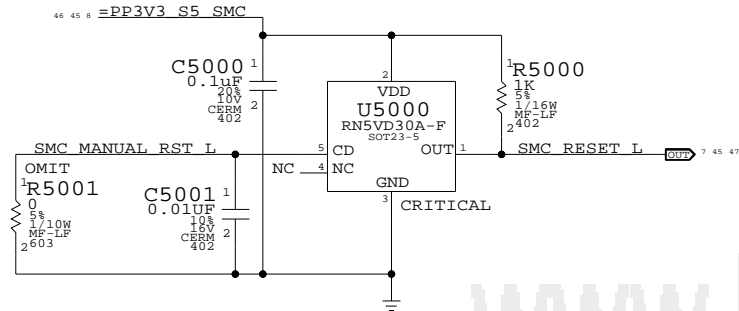 46 45 8 =PP3V3_S5_SMC
C5000 1
0.1uF
20%
10V
CERM
402
2
2
VDD
U5000
RN5VD30A-F
SOT23-5
1
R5000
1K
5%
1/16W
MF-LF
402
2
SMC_MANUAL_RST_L
5 CD
OUT 1
SMC_RESET_L
OUT 7 45 47
NC 4 NC
GND
3
CRITICAL
OMIT
1
R5001
0
5%
1/10W
MF-LF
603
2
C5001 1
0.01UF
10%
16V
CERM
402
2